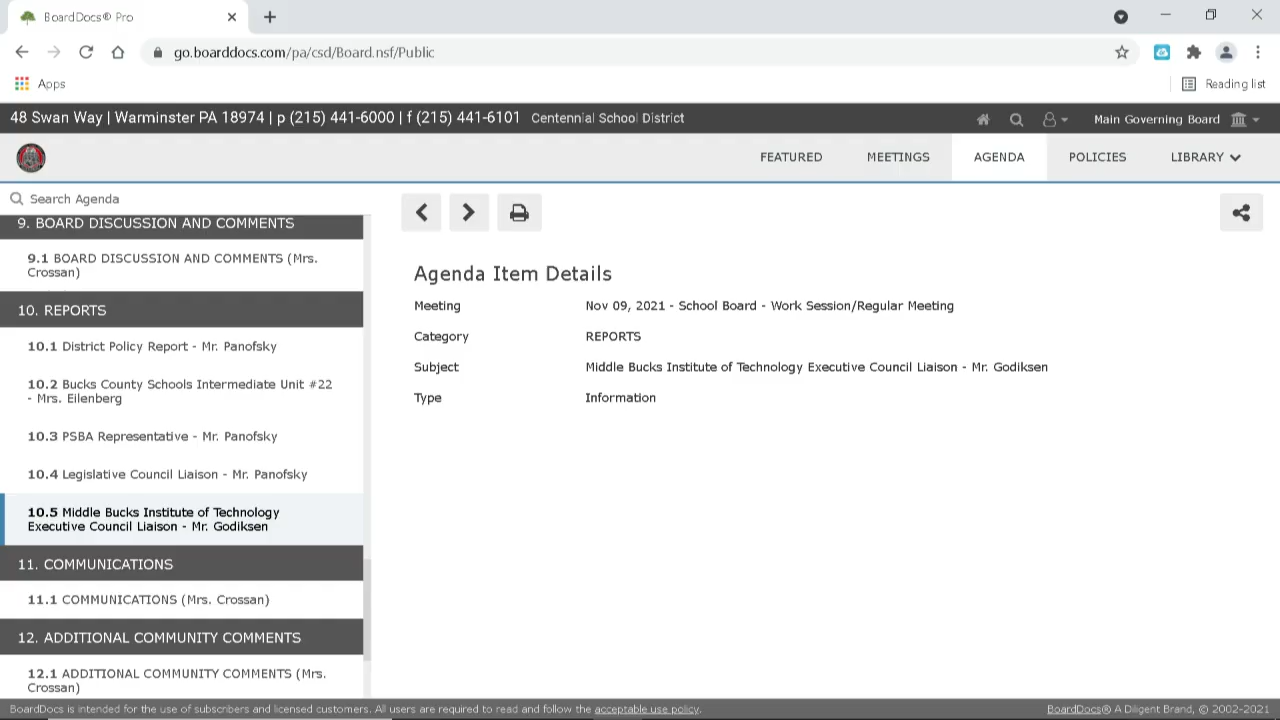 BoardDocs® Pro
go.boarddocs.com/pa/csd/Board.nsf/Public
Apps
Reading list
48 Swan Way | Warminster PA 18974 | p (215) 441-6000 | f (215) 441-6101 Centennial School District
Main Governing Board
FEATURED MEETINGS AGENDA POLICIES LIBRARY
Search Agenda
9. BOARD DISCUSSION AND COMMENTS
9.1 BOARD DISCUSSION AND COMMENTS (Mrs.
Crossan)
10. REPORTS
10.1 District Policy Report - Mr. Panofsky
10.2 Bucks County Schools Intermediate Unit #22
- Mrs. Eilenberg
10.3 PSBA Representative - Mr. Panofsky
10.4 Legislative Council Liaison - Mr. Panofsky
10.5 Middle Bucks Institute of Technology
Executive Council Liaison - Mr. Godiksen
11. COMMUNICATIONS
11.1 COMMUNICATIONS (Mrs. Crossan)
12. ADDITIONAL COMMUNITY COMMENTS
12.1 ADDITIONAL COMMUNITY COMMENTS (Mrs.
Crossan)
Agenda Item Details
Meeting Nov 09, 2021 - School Board - Work Session/Regular Meeting
Category REPORTS
Subject Middle Bucks Institute of Technology Executive Council Liaison - Mr. Godiksen
Type Information
BoardDocs is intended for the use of subscribers and licensed customers. All users are required to read and follow the acceptable use policy.
BoardDocs® A Diligent Brand, © 2002-2021